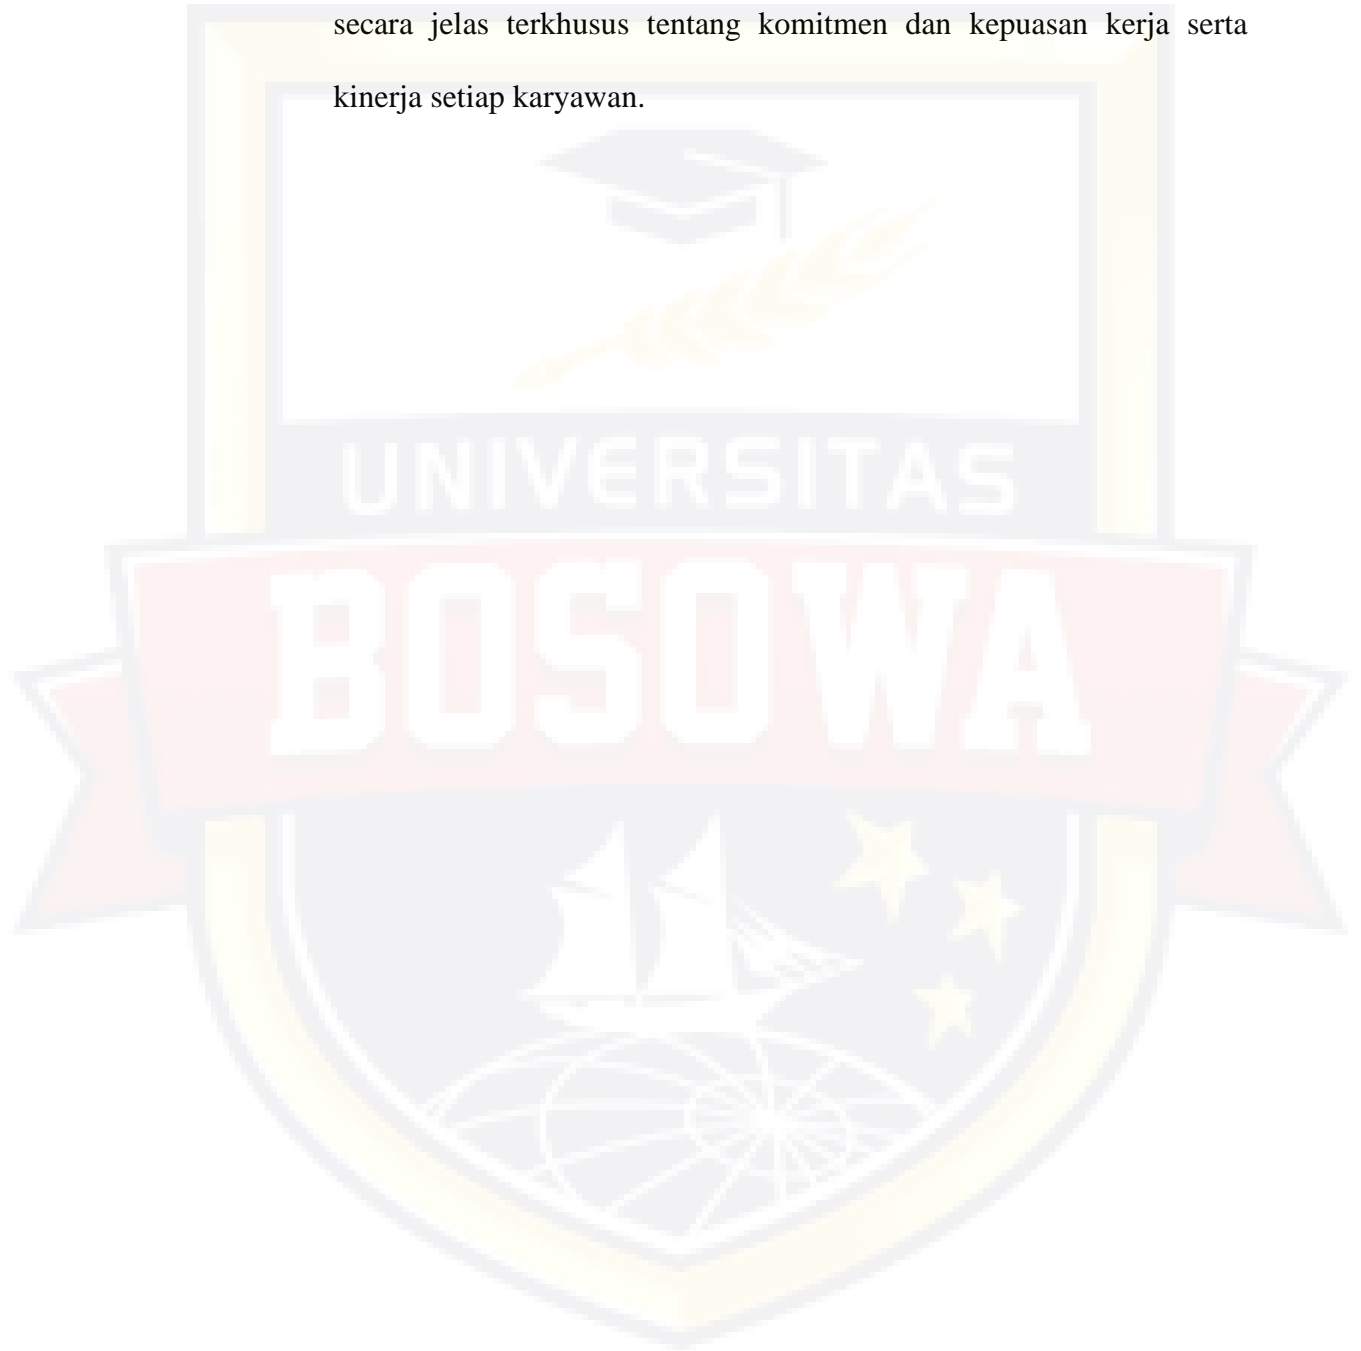 secara jelas terkhusus tentang komitmen dan kepuasan kerja serta
kinerja setiap karyawan.
UNIVERSITAS
BOSOWA